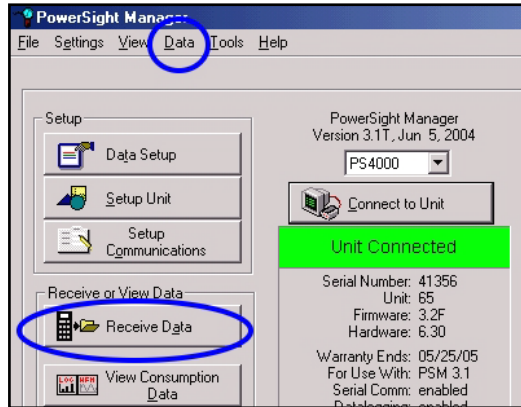 PowerSight Manager
File Settings View Data Tools Help
Setup
Data Setup
Setup Unit
Setup
Communications
Receive or View Data
Receive Data
View Consumption
Data
PowerSight Manager
Version 3.1T, Jun 5, 2004
PS4000
Connect to Unit
Unit Connected
Serial Number: 41356
Unit: 65
Firmware: 3.2F
Hardware: 6.30
Warranty Ends: 05/25/05
For Use With: PSM 3.1
Serial Comm: enabled
Datalogging: enabled